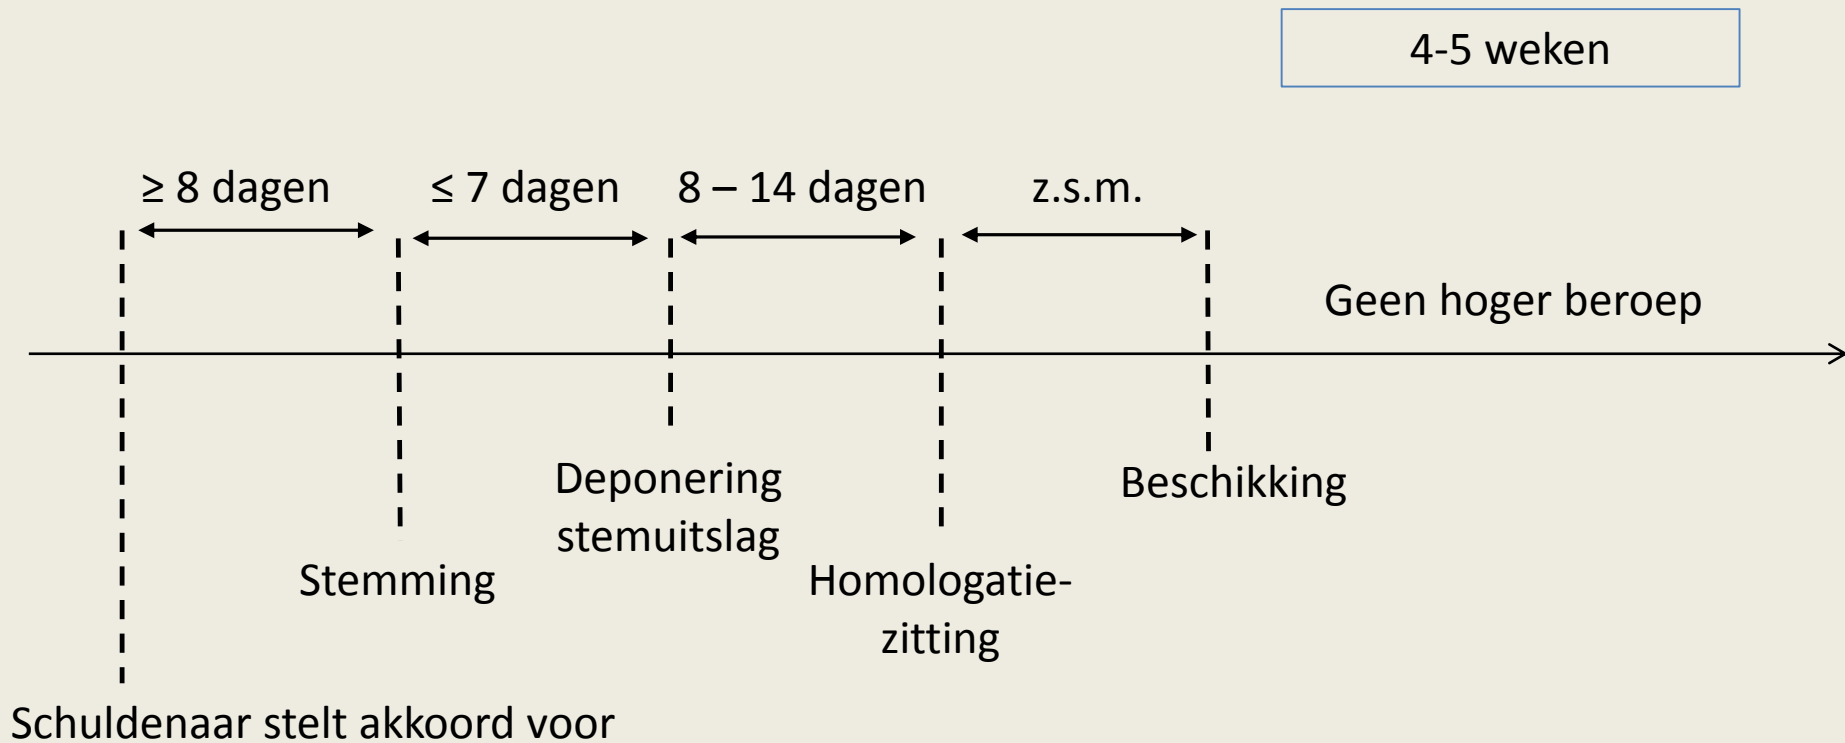 4-5 weken
≥ 8 dagen
≤ 7 dagen
8 – 14 dagen
z.s.m.
Geen hoger beroep
Deponering
stemuitslag
Beschikking
Stemming
Homologatie-
zitting
Schuldenaar stelt akkoord voor